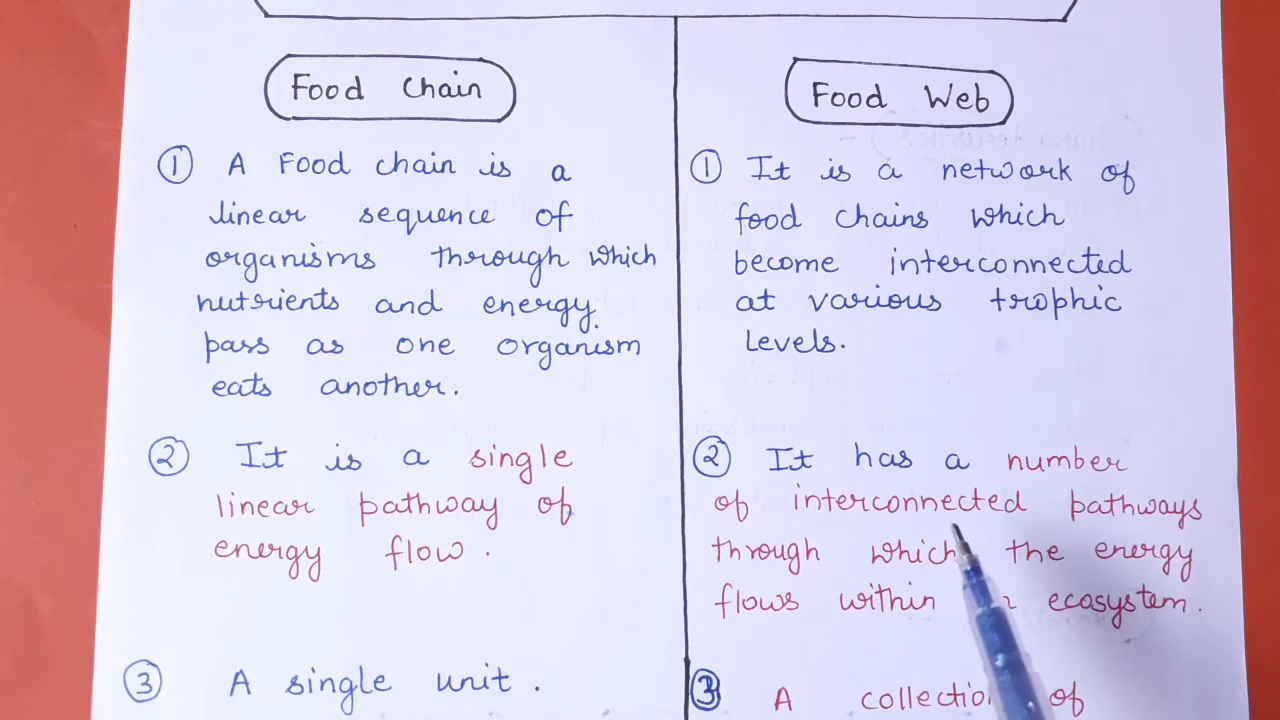 Food Chain
① A Food chain is a
linear sequence of
organisms through which
nutrients and energy
pass as one organism
eats another.
② It is a single
linear pathway of
energy flow.
③ A single unit.
Food Web
① It is a network of
food chains which
become interconnected
at various trophic
Levels.
② It has a number
of interconnected pathways
through which the energy
flows within ecosystem.
③ A of